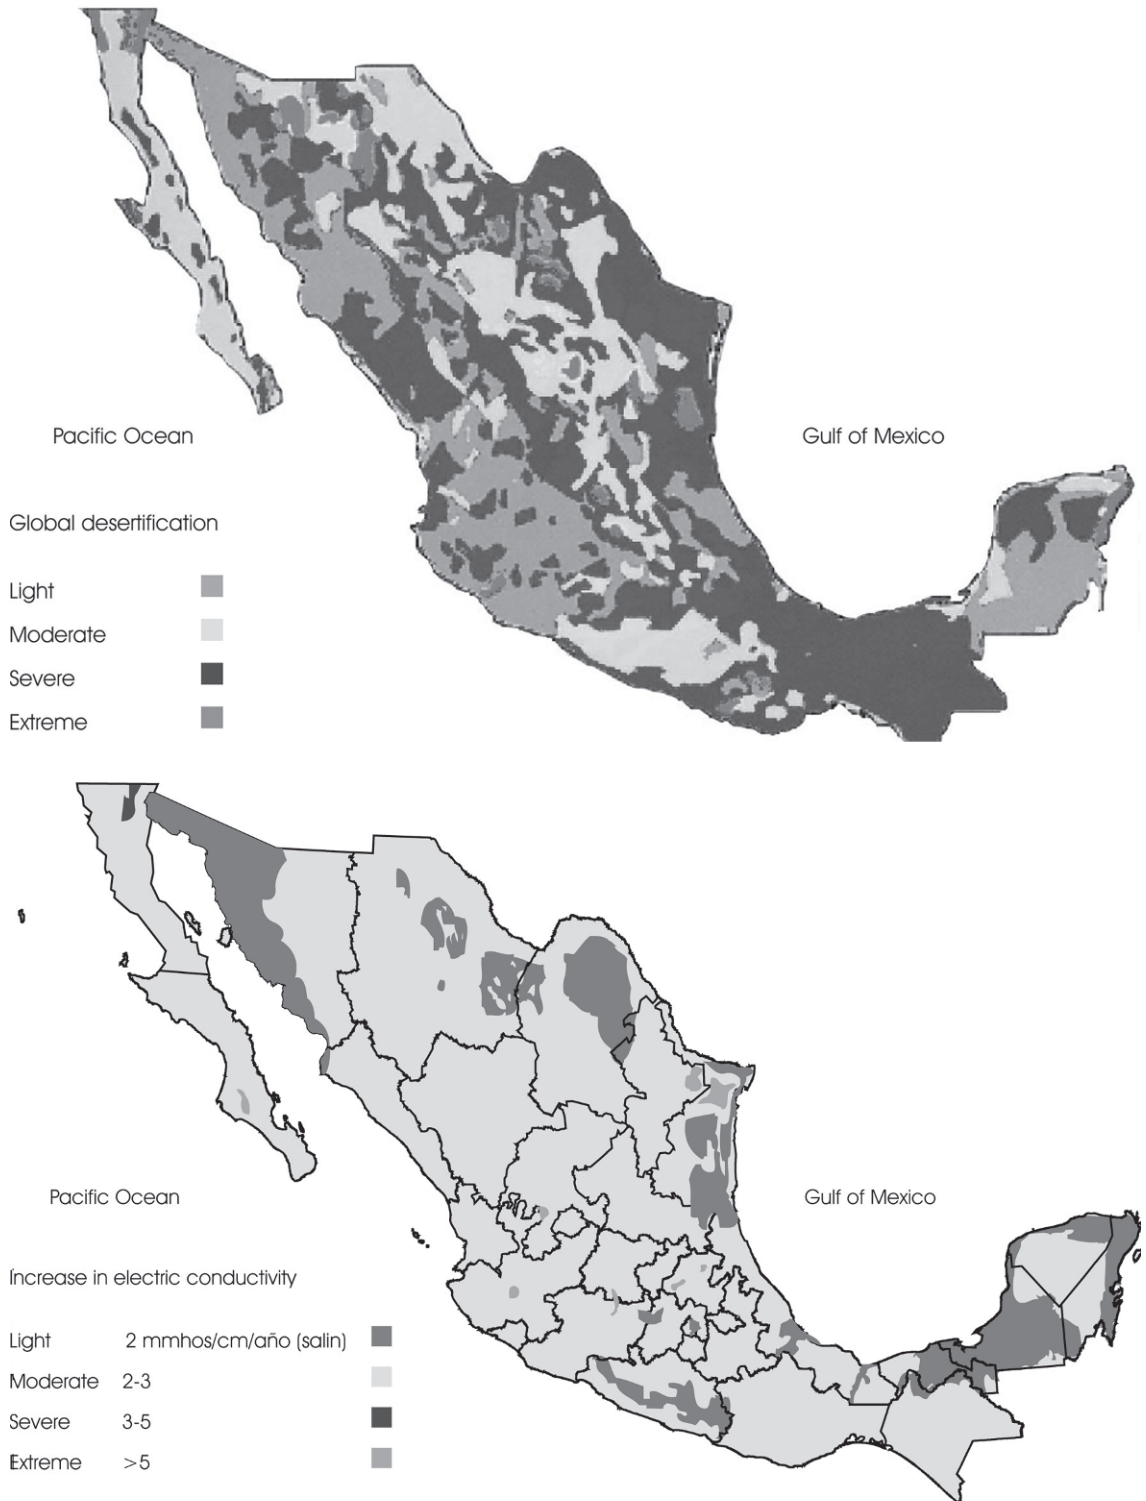 Pacific Ocean
Gulf of Mexico
Global desertification
Light
Moderate
Severe
Extreme
Pacific Ocean
Gulf of Mexico
Increase in electric conductivity
Light 2 mmhos/cm/año (salin)
Moderate 2-3
Severe 3-5
Extreme >5